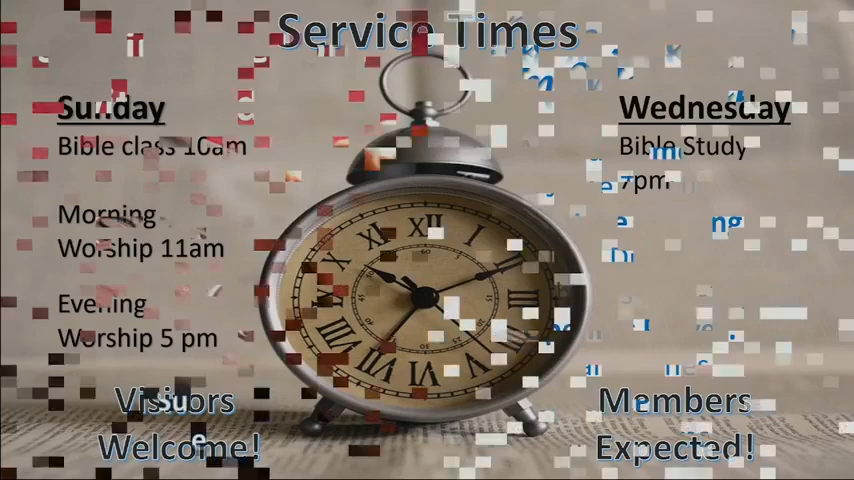 Service Times
Sunday
Bible class 10am
Morning
Worship 11am
Evening
Worship 5 pm
Visitors
Welcome!
Wednesday
Bible Study
7pm
Members
Expected!